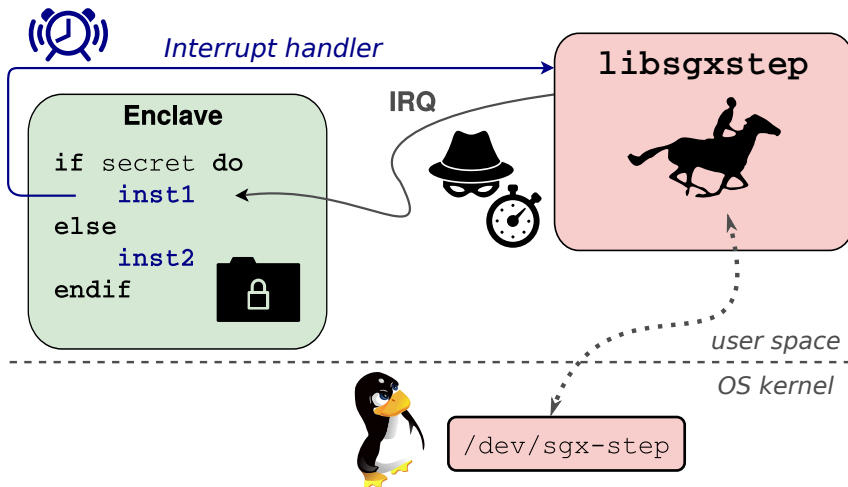 Interrupt handler
libsgxstep
IRQ
Enclave
if secret do
inst1
else
inst2
endif
user space
OS kernel
/dev/sgx-step